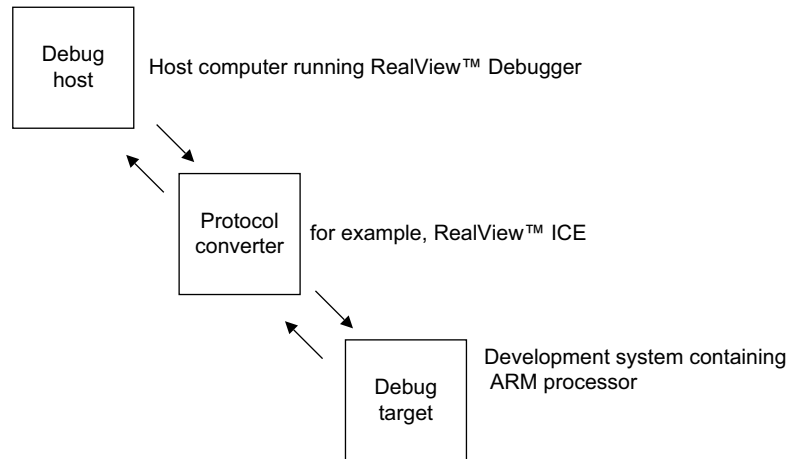 Debug
host
Host computer running RealView™ Debugger
Protocol
converter
for example, RealView™ ICE
Debug
target
Development system containing
ARM processor